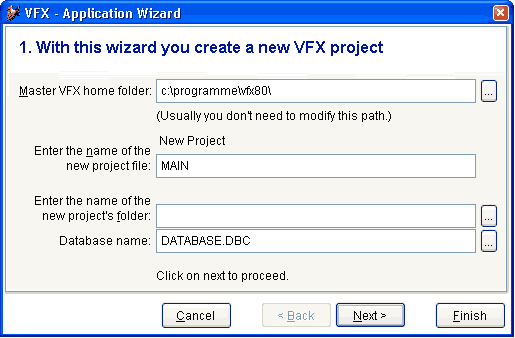 VFX - Application Wizard
1. With this wizard you create a new VFX project
Master VFX home folder: c:\programme\vfx80\ ...
(Usually you don't need to modify this path.)
New Project
Enter the name of the
new project file: MAIN
Enter the name of the
new project's folder: ...
Database name: DATABASE.DBC ...
Click on next to proceed.
Cancel < Back Next > Finish